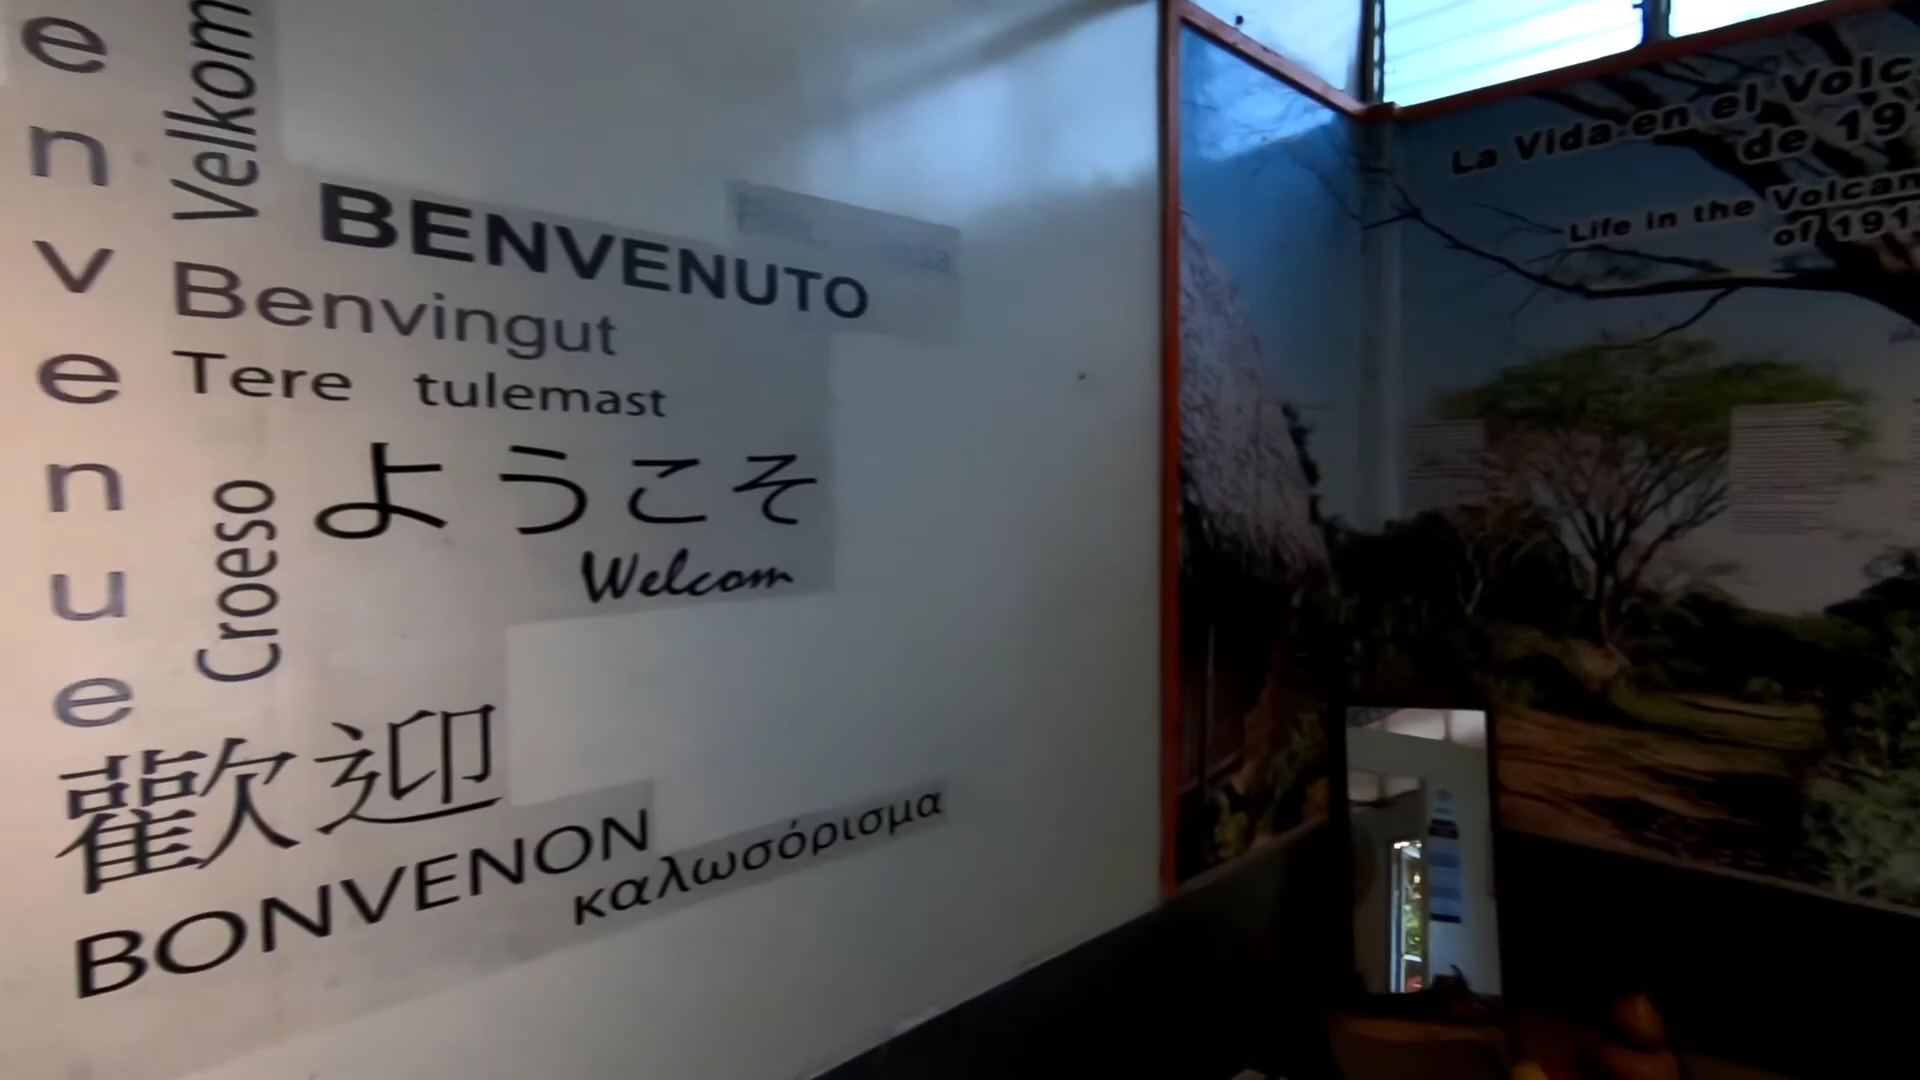 envenue
Velkom
BENVENUTO
Benvingut
Tere tulemast
ようこそ
Welcom
Croeso
歡迎
BONVENON
καλωσόρισμα
La Vida en el Volc
de 19
Life in the Volcan
of 191